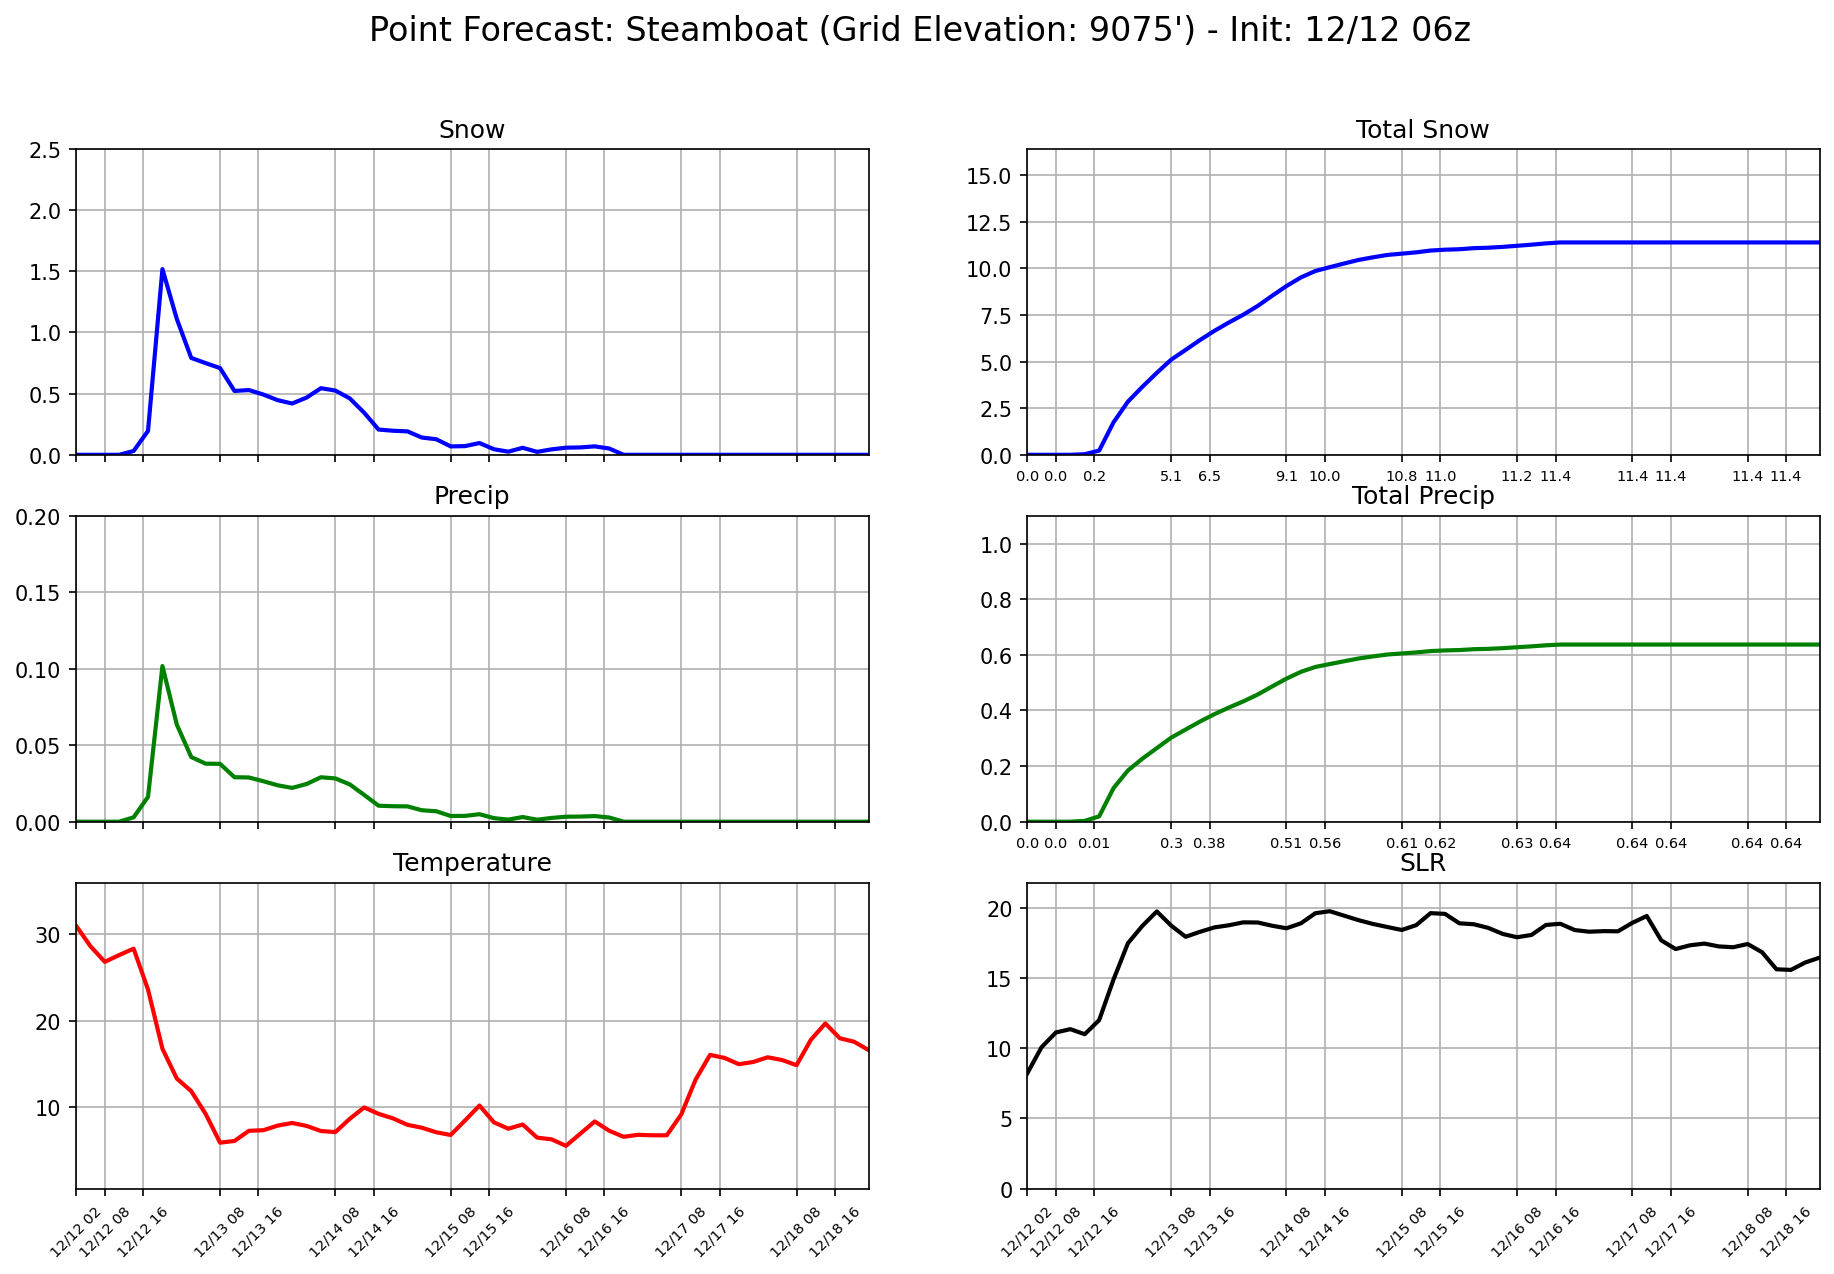 Point Forecast: Steamboat (Grid Elevation: 9075') - Init: 12/12 06z
Snow
2.5
2.0
1.5
1.0
0.5
0.0
Total Snow
15.0
12.5
10.0
7.5
5.0
2.5
0.0
0.0 0.0 0.2 5.1 6.5 9.1 10.0 10.8 11.0 11.2 11.4 11.4 11.4 11.4 11.4
Precip
0.20
0.15
0.10
0.05
0.00
Total Precip
1.0
0.8
0.6
0.4
0.2
0.0
0.0 0.0 0.01 0.3 0.38 0.51 0.56 0.61 0.62 0.63 0.64 0.64 0.64 0.64 0.64
Temperature
30
20
10
12/12 02 12/12 08 12/12 16 12/13 08 12/13 16 12/14 08 12/14 16 12/15 08 12/15 16 12/16 08 12/16 16 12/17 08 12/17 16 12/18 08 12/18 16
SLR
20
15
10
5
0
12/12 02 12/12 08 12/12 16 12/13 08 12/13 16 12/14 08 12/14 16 12/15 08 12/15 16 12/16 08 12/16 16 12/17 08 12/17 16 12/18 08 12/18 16